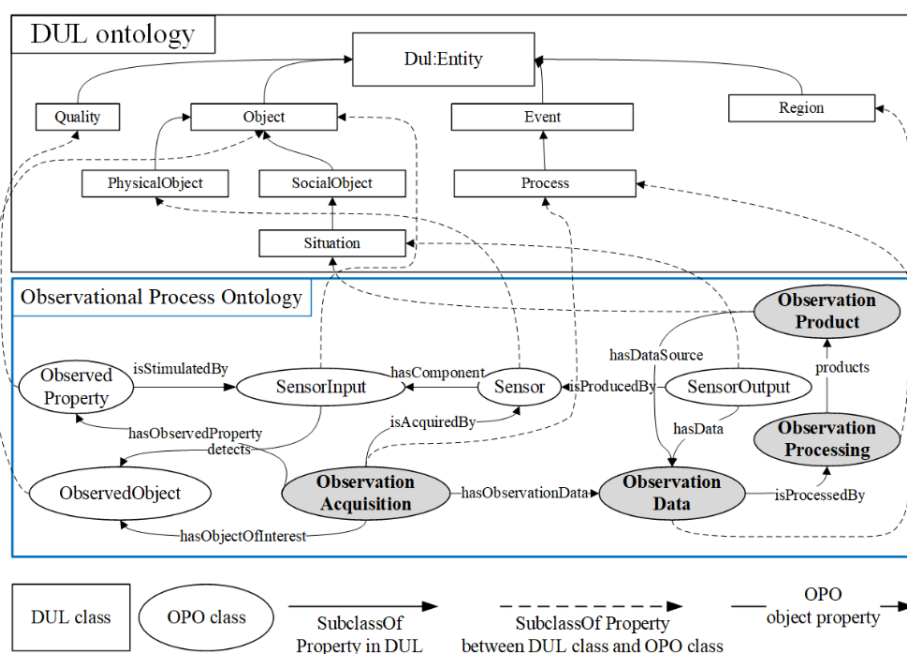 DUL ontology
Dul:Entity
Quality
Object
Event
Region
PhysicalObject
SocialObject
Process
Situation
Observational Process Ontology
Observation
Product
hasDataSource
Observed
Property
isStimulatedBy
SensorInput
hasComponent
Sensor
isProducedBy
SensorOutput
products
hasObservedProperty
detects
isAcquiredBy
hasData
Observation
Processing
ObservedObject
Observation
Acquisition
hasObservationData
Observation
Data
isProcessedBy
hasObjectOfInterest
DUL class
OPO class
SubclassOf
Property in DUL
SubclassOf Property
between DUL class and OPO class
OPO
object property